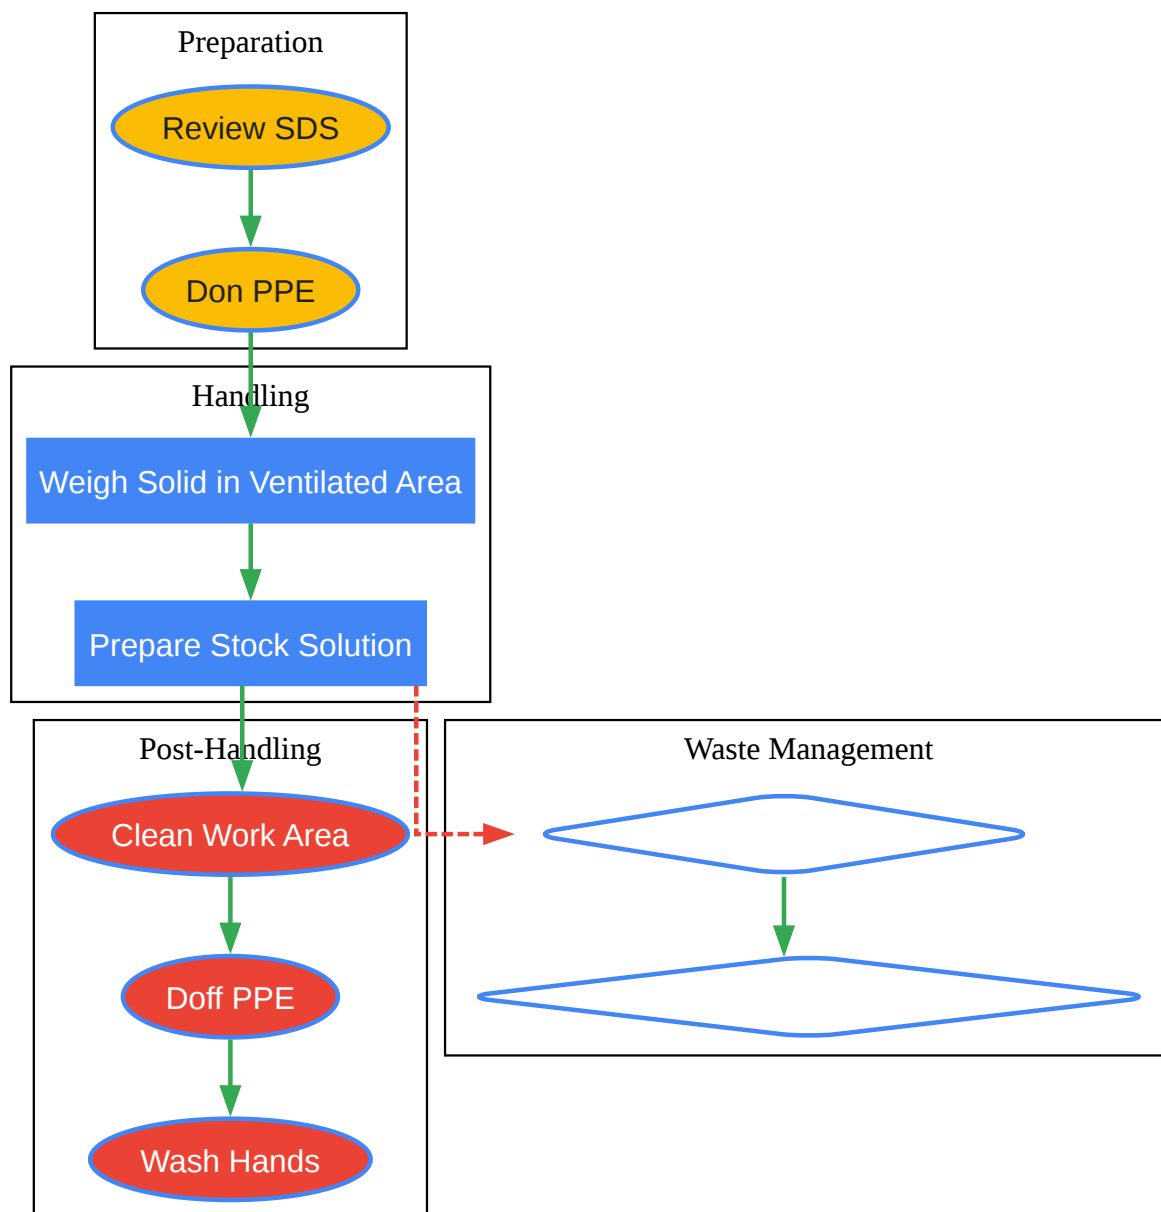 Preparation
Review SDS
Don PPE
Handling
Weigh Solid in Ventilated Area
Prepare Stock Solution
Post-Handling
Waste Management
Clean Work Area
Doff PPE
Wash Hands